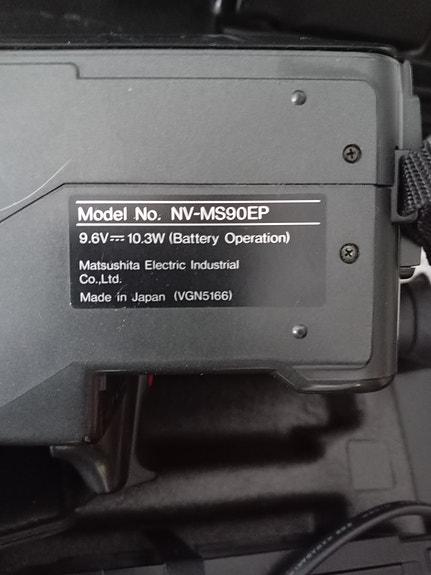 Model No. NV-MS90EP
9.6V⎓10.3W (Battery Operation)
Matsushita Electric Industrial
Co.,Ltd.
Made in Japan (VGN5166)